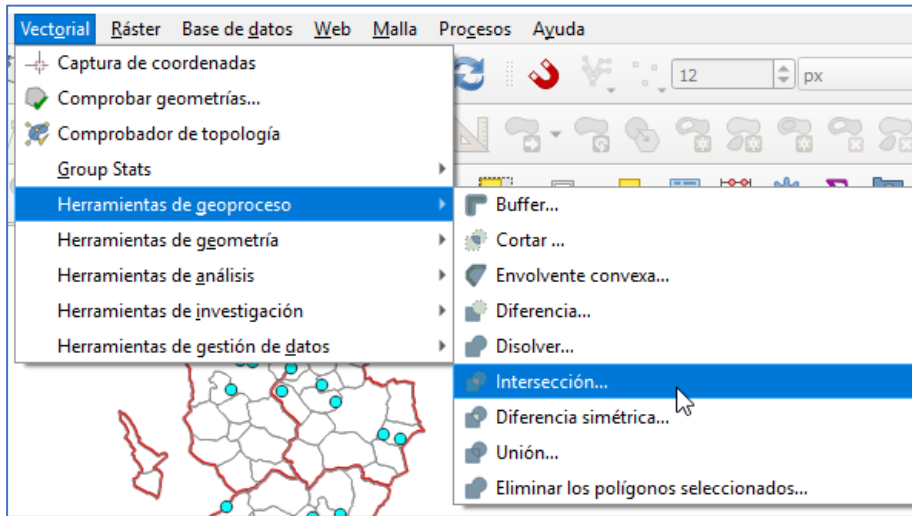 Vectorial Ráster Base de datos Web Malla Procesos Ayuda
Captura de coordenadas
12 px
Comprobar geometrías...
Comprobador de topología
Group Stats
Herramientas de geoproceso
Herramientas de geometría
Herramientas de análisis
Herramientas de investigación
Herramientas de gestión de datos
Buffer...
Cortar ...
Envolvente convexa...
Diferencia...
Disolver...
Intersección...
Diferencia simétrica...
Unión...
Eliminar los polígonos seleccionados...